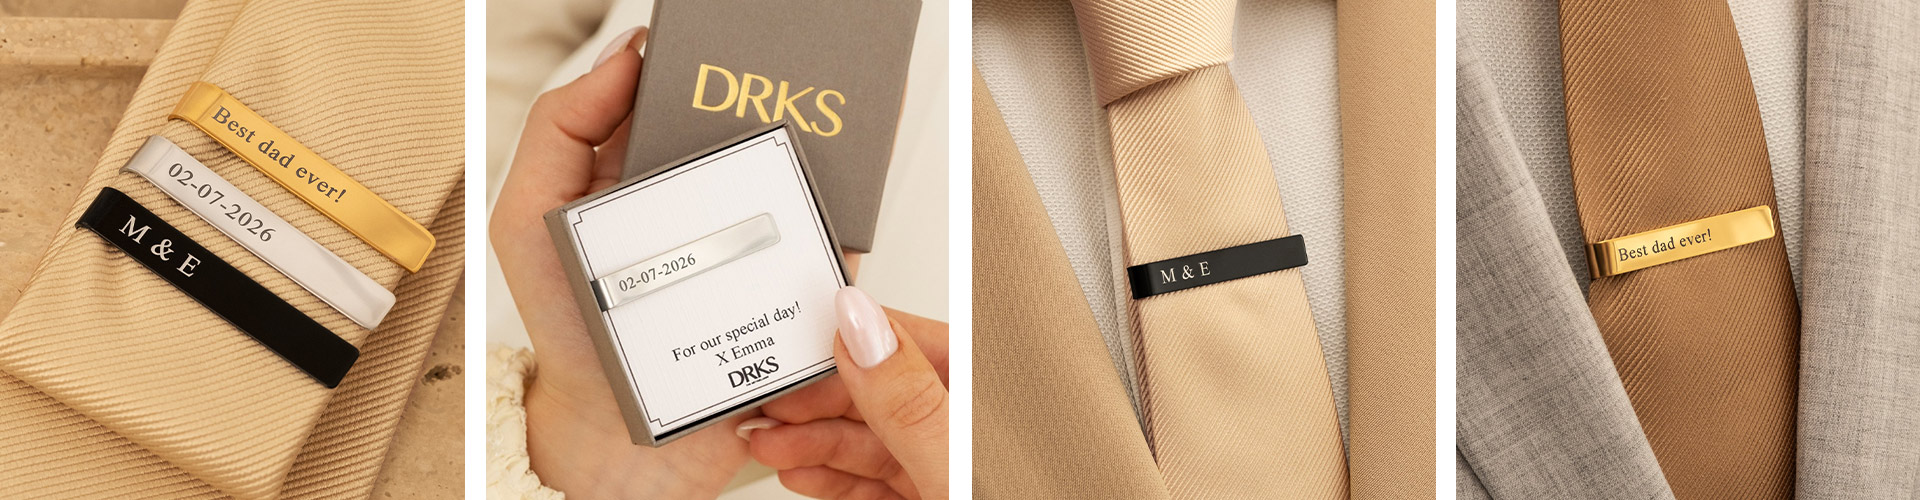 Best dad ever!
02-07-2026
M & E
DRKS
02-07-2026
For our special day!
X Emma
DRKS
M & E
Best dad ever!